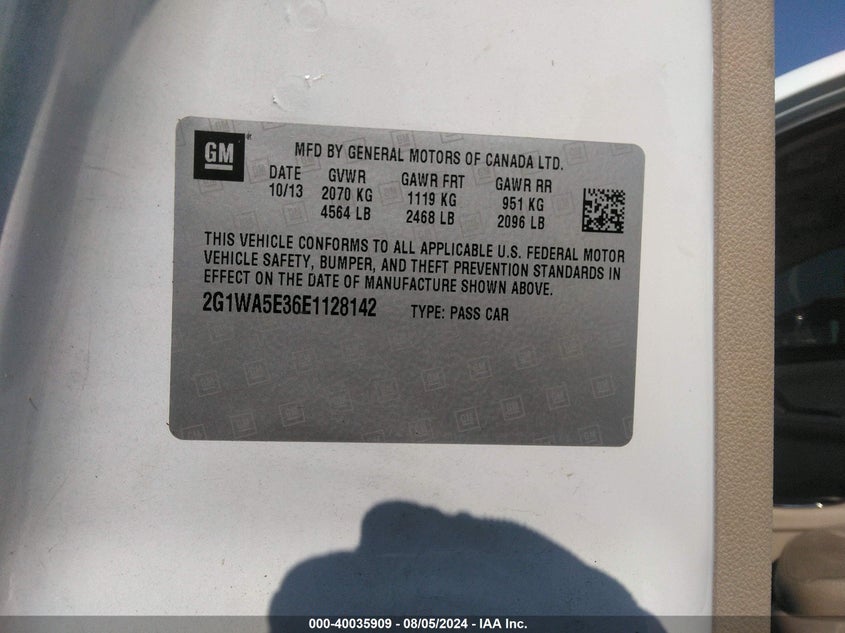 GM
MFD BY GENERAL MOTORS OF CANADA LTD.
DATE GVWR GAWR FRT GAWR RR
10/13 2070 KG 1119 KG 951 KG
4564 LB 2468 LB 2096 LB
THIS VEHICLE CONFORMS TO ALL APPLICABLE U.S. FEDERAL MOTOR
VEHICLE SAFETY, BUMPER, AND THEFT PREVENTION STANDARDS IN
EFFECT ON THE DATE OF MANUFACTURE SHOWN ABOVE.
2G1WA5E36E1128142 TYPE: PASS CAR
000-40035909 - 08/05/2024 - IAA Inc.